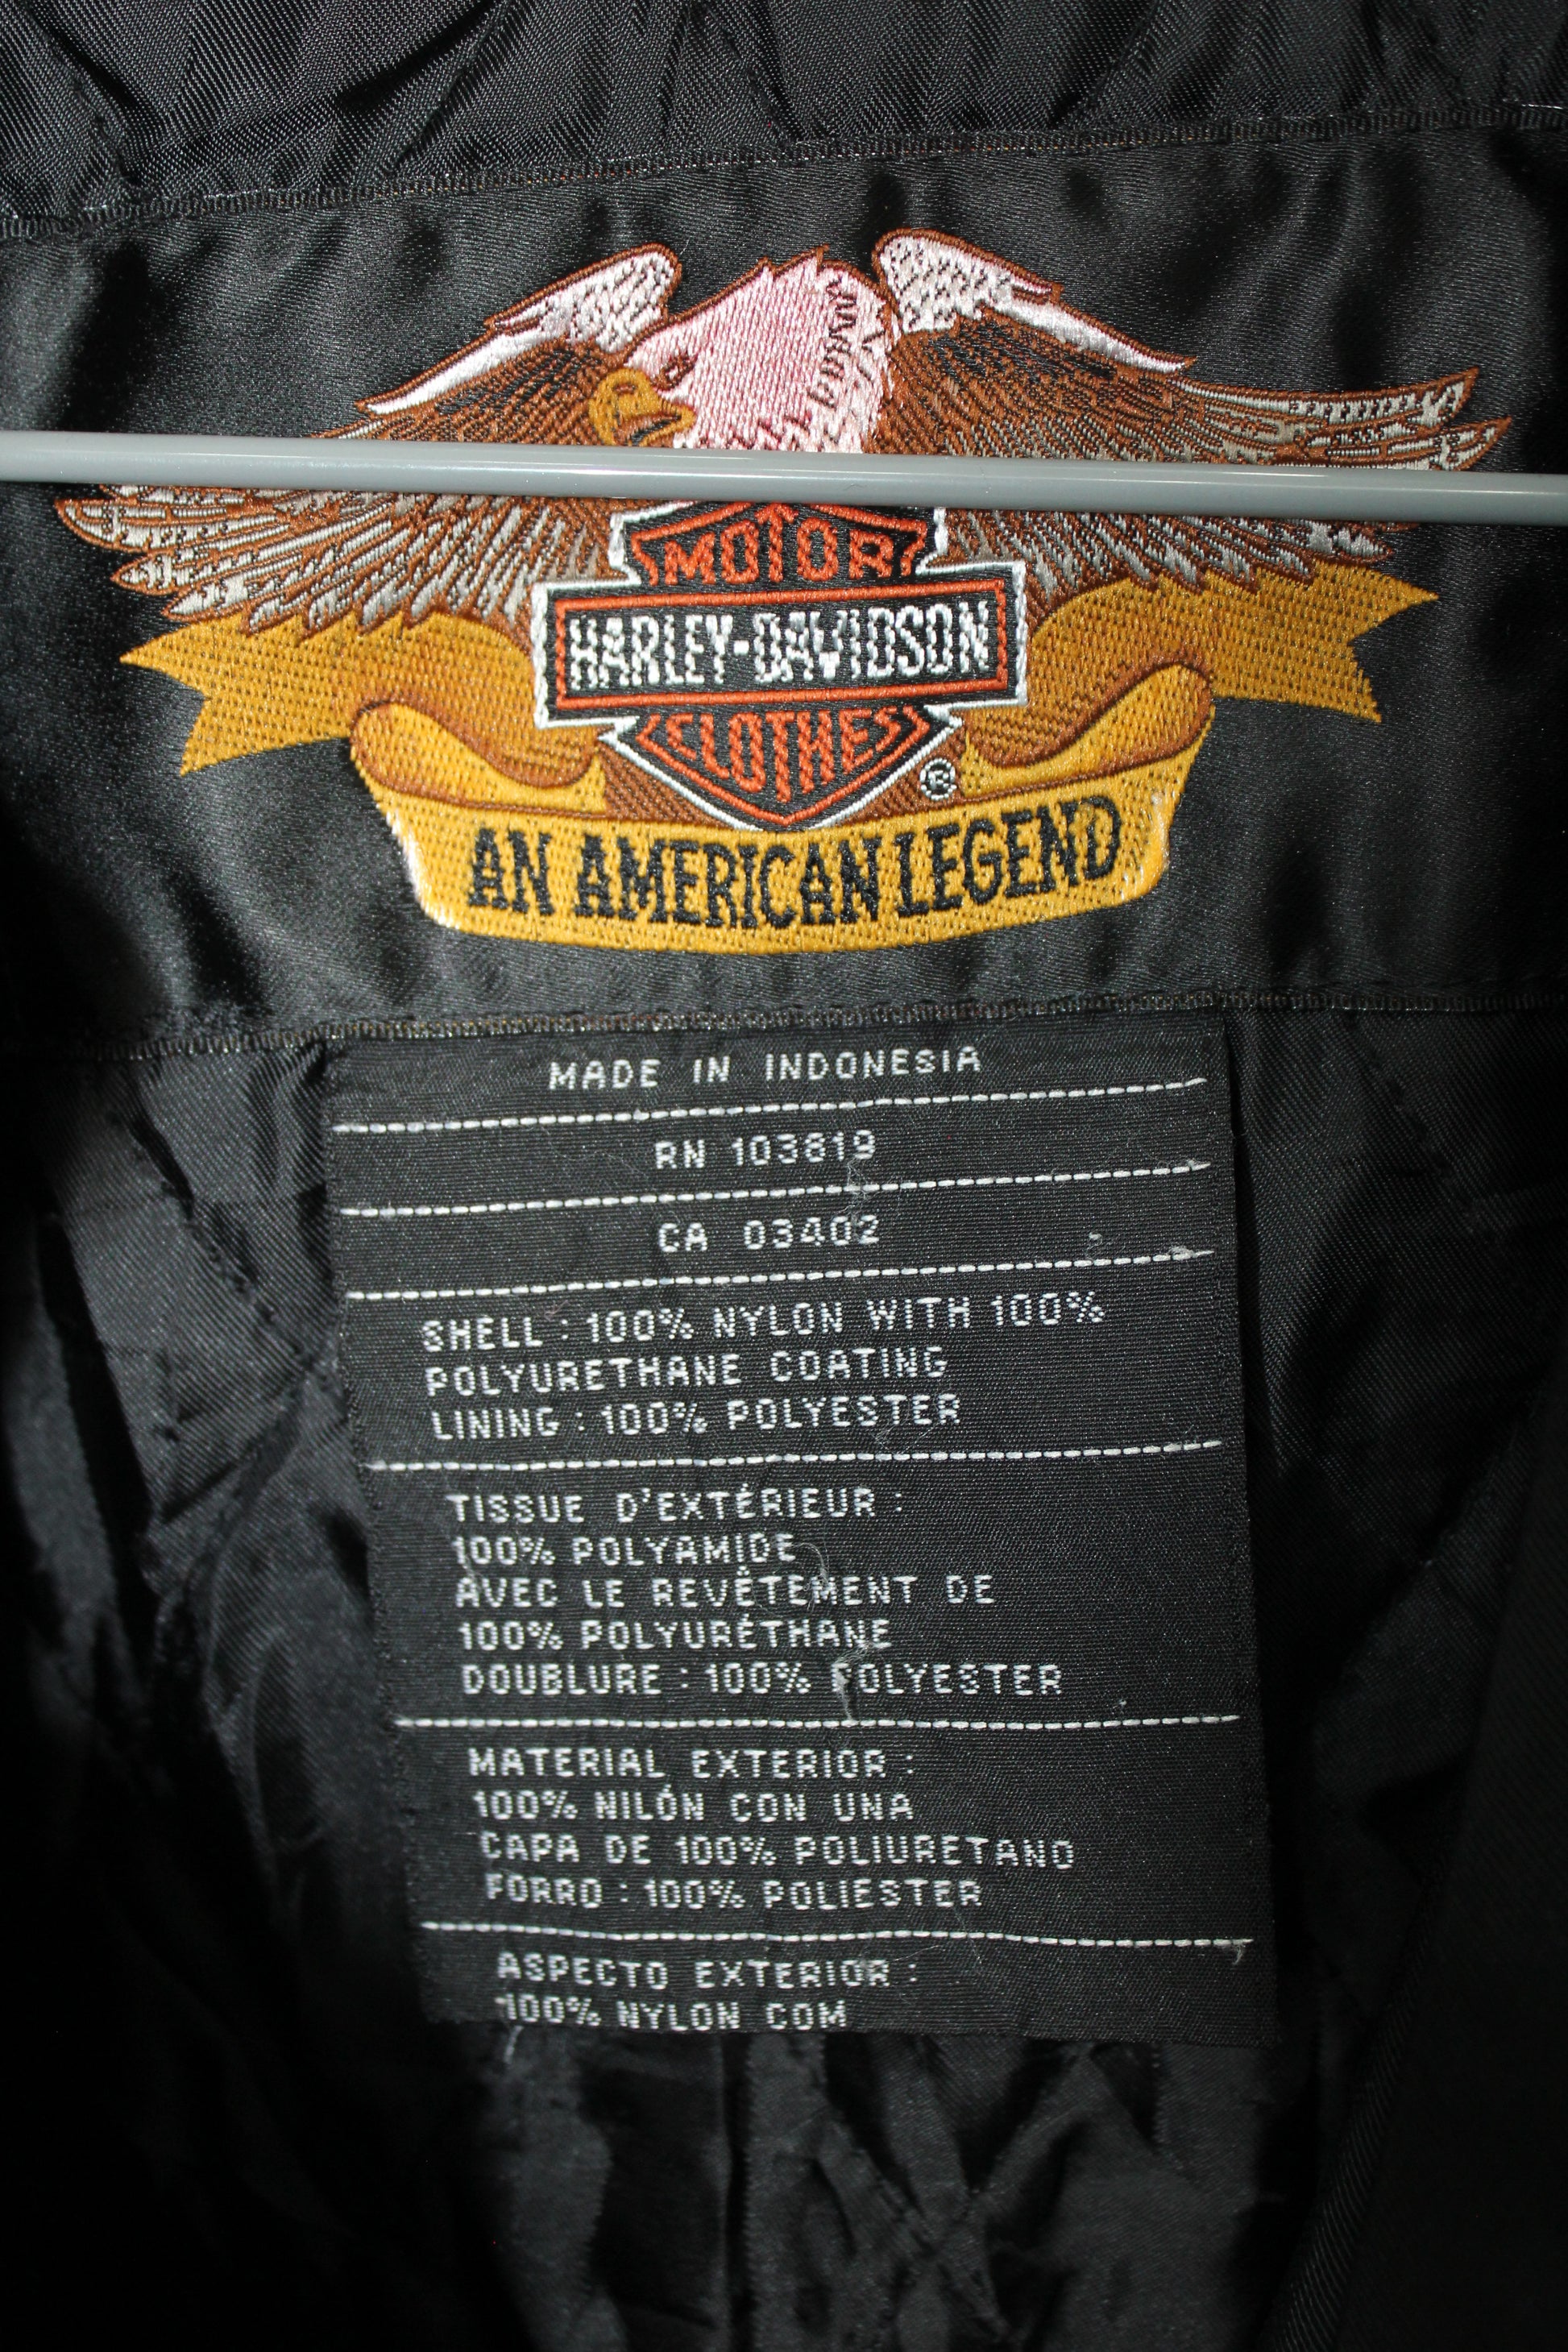 MOTOR
HARLEY-DAVIDSON
CLOTHES
®
AN AMERICAN LEGEND
MADE IN INDONESIA
RN 103819
CA 03402
SHELL : 100% NYLON WITH 100%
POLYURETHANE COATING
LINING : 100% POLYESTER
TISSUE D'EXTÉRIEUR :
100% POLYAMIDE
AVEC LE REVÊTEMENT DE
100% POLYURÉTHANE
DOUBLURE : 100% POLYESTER
MATERIAL EXTERIOR :
100% NILÓN CON UNA
CAPA DE 100% POLIURETANO
FORRO : 100% POLIESTER
ASPECTO EXTERIOR :
100% NYLON COM